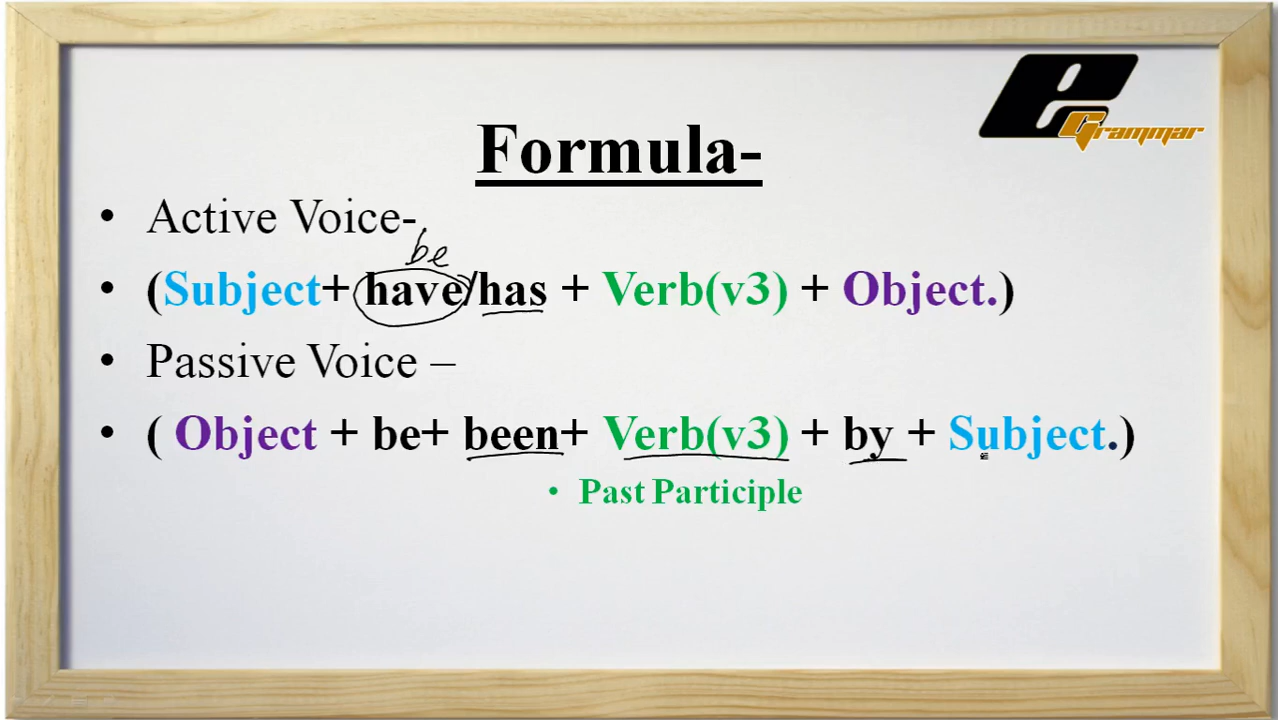 e Grammar
Formula-
• Active Voice-
be
• (Subject+ have/has + Verb(v3) + Object.)
• Passive Voice –
• ( Object + be+ been+ Verb(v3) + by + Subject.)
• Past Participle